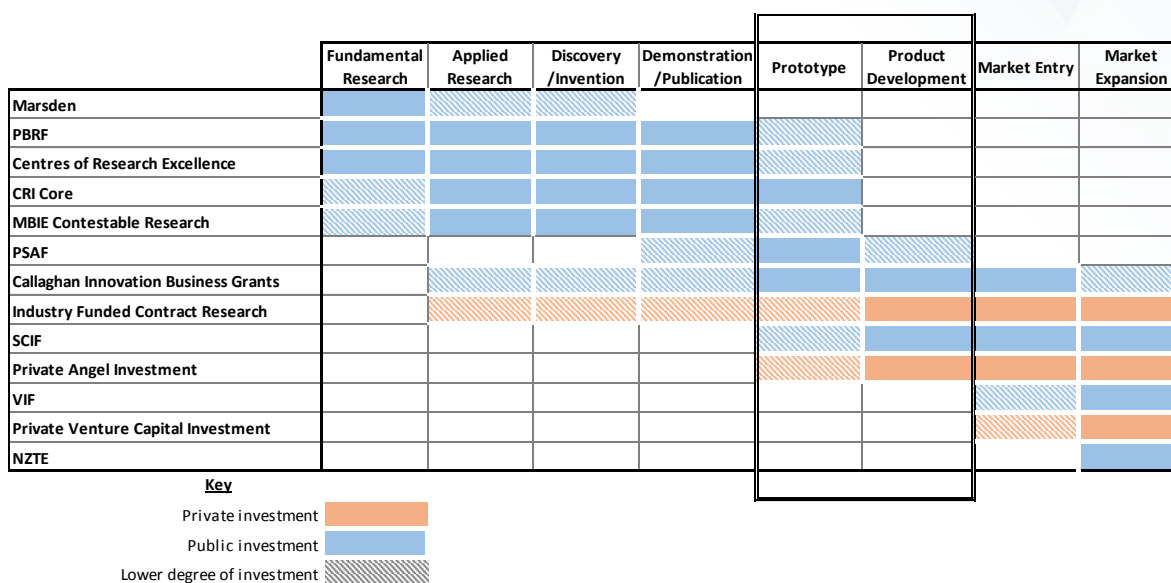 Fundamental Research
Applied Research
Discovery /Invention
Demonstration /Publication
Prototype
Product Development
Market Entry
Market Expansion
Marsden
PBRF
Centres of Research Excellence
CRI Core
MBIE Contestable Research
PSAF
Callaghan Innovation Business Grants
Industry Funded Contract Research
SCIF
Private Angel Investment
VIF
Private Venture Capital Investment
NZTE
Key
Private investment
Public investment
Lower degree of investment